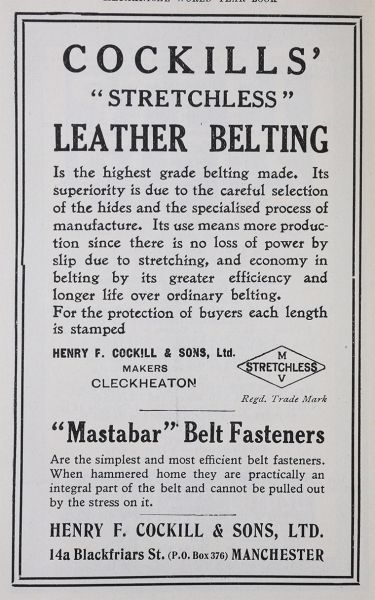 MECHANICAL WORLD YEAR BOOK
COCKILLS'
"STRETCHLESS"
LEATHER BELTING
Is the highest grade belting made. Its
superiority is due to the careful selection
of the hides and the specialised process of
manufacture. Its use means more produc-
tion since there is no loss of power by
slip due to stretching, and economy in
belting by its greater efficiency and
longer life over ordinary belting.
For the protection of buyers each length
is stamped
HENRY F. COCKILL & SONS, Ltd.
MAKERS
CLECKHEATON
M
STRETCHLESS
V
Regd. Trade Mark
"Mastabar" Belt Fasteners
Are the simplest and most efficient belt fasteners.
When hammered home they are practically an
integral part of the belt and cannot be pulled out
by the stress on it.
HENRY F. COCKILL & SONS, LTD.
14a Blackfriars St. (P.O. Box 376) MANCHESTER